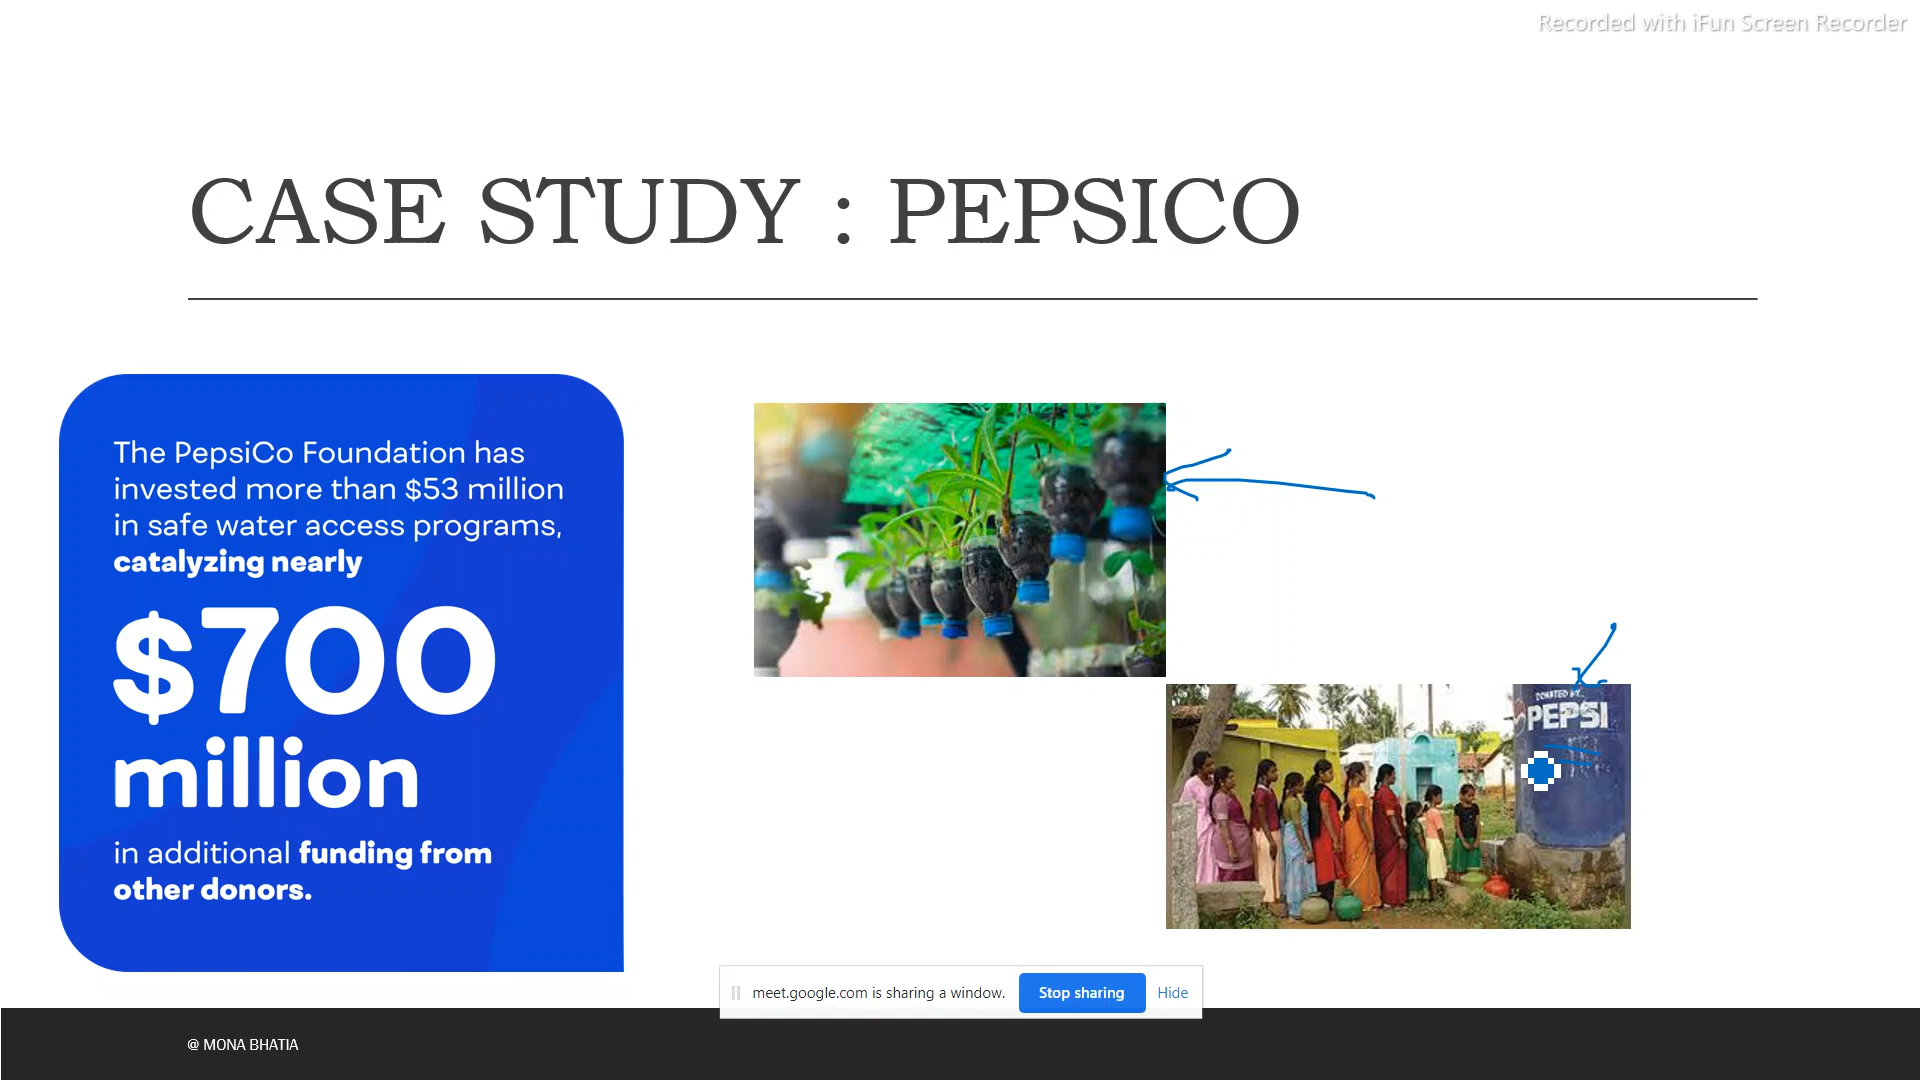 Recorded with iFun Screen Recorder
CASE STUDY : PEPSICO
The PepsiCo Foundation has
invested more than $53 million
in safe water access programs,
catalyzing nearly
$700
million
in additional funding from
other donors.
DONATED BY..
PEPSI
meet.google.com is sharing a window.
Stop sharing
Hide
@ MONA BHATIA